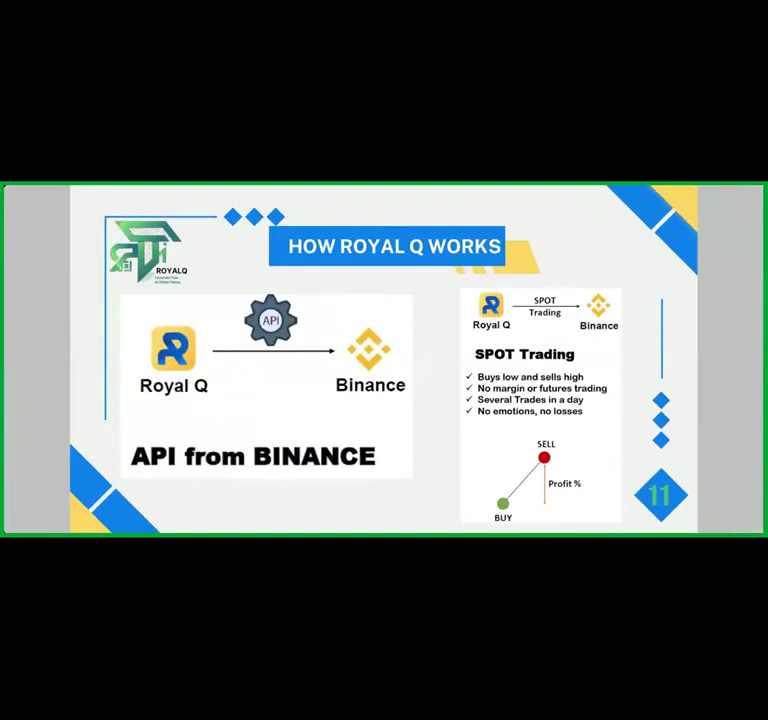 HOW ROYAL Q WORKS
ROYALQ
API
Royal Q
Binance
API from BINANCE
SPOT
Trading
Royal Q
Binance
SPOT Trading
✓ Buys low and sells high
✓ No margin or futures trading
✓ Several Trades in a day
✓ No emotions, no losses
SELL
Profit %
BUY
11